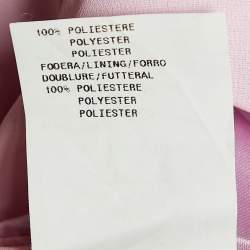 100% POLIESTERE
POLYESTER
POLIESTER
FODERA/LINING/FORRO
DOUBLURE/FUTTERAL
100% POLIESTERE
POLYESTER
POLIESTER